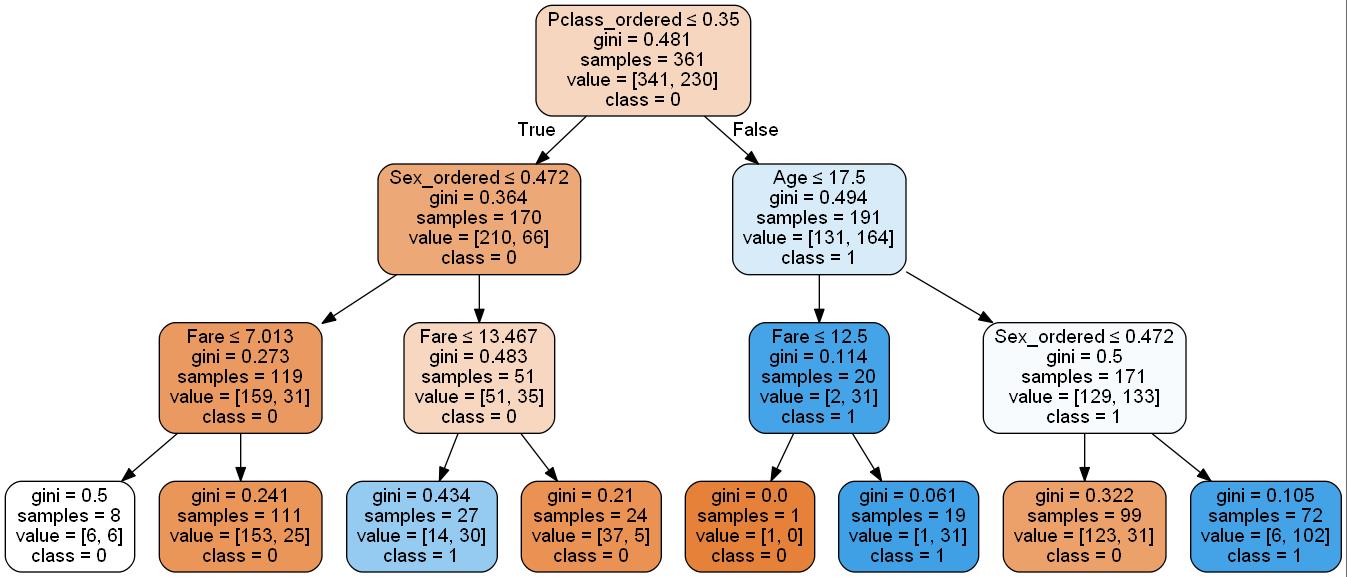 Pclass_ordered ≤ 0.35
gini = 0.481
samples = 361
value = [341, 230]
class = 0
True
False
Sex_ordered ≤ 0.472
gini = 0.364
samples = 170
value = [210, 66]
class = 0
Age ≤ 17.5
gini = 0.494
samples = 191
value = [131, 164]
class = 1
Fare ≤ 7.013
gini = 0.273
samples = 119
value = [159, 31]
class = 0
Fare ≤ 13.467
gini = 0.483
samples = 51
value = [51, 35]
class = 0
Fare ≤ 12.5
gini = 0.114
samples = 20
value = [2, 31]
class = 1
Sex_ordered ≤ 0.472
gini = 0.5
samples = 171
value = [129, 133]
class = 1
gini = 0.5
samples = 8
value = [6, 6]
class = 0
gini = 0.241
samples = 111
value = [153, 25]
class = 0
gini = 0.434
samples = 27
value = [14, 30]
class = 1
gini = 0.21
samples = 24
value = [37, 5]
class = 0
gini = 0.0
samples = 1
value = [1, 0]
class = 0
gini = 0.061
samples = 19
value = [1, 31]
class = 1
gini = 0.322
samples = 99
value = [123, 31]
class = 0
gini = 0.105
samples = 72
value = [6, 102]
class = 1